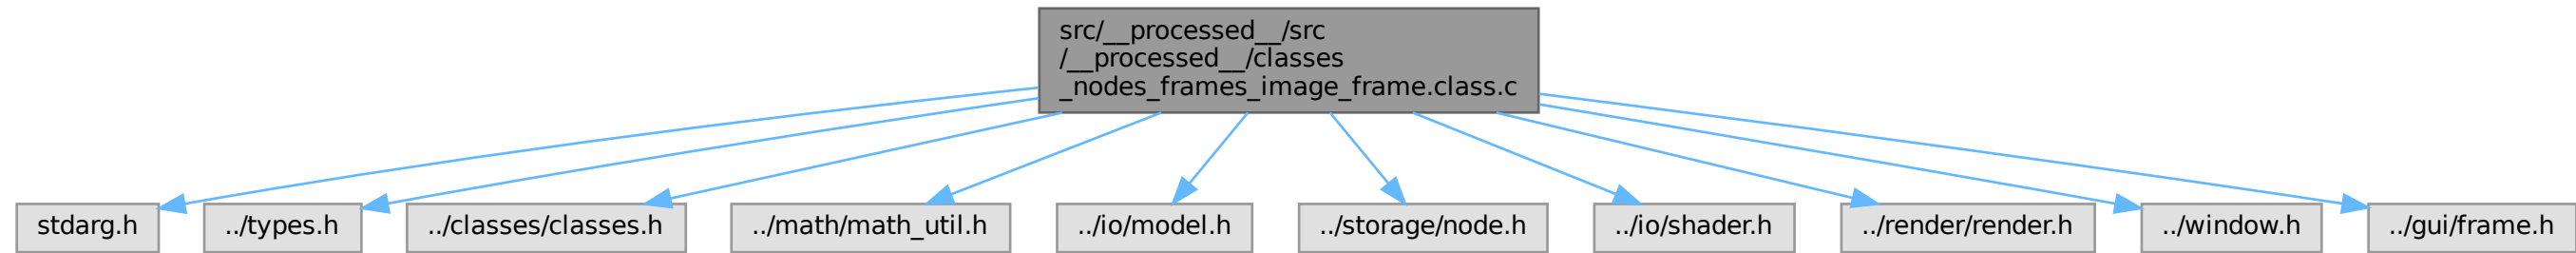 src/__processed__/src
/__processed__/classes
_nodes_frames_image_frame.class.c
stdarg.h
../types.h
../classes/classes.h
../math/math_util.h
../io/model.h
../storage/node.h
../io/shader.h
../render/render.h
../window.h
../gui/frame.h